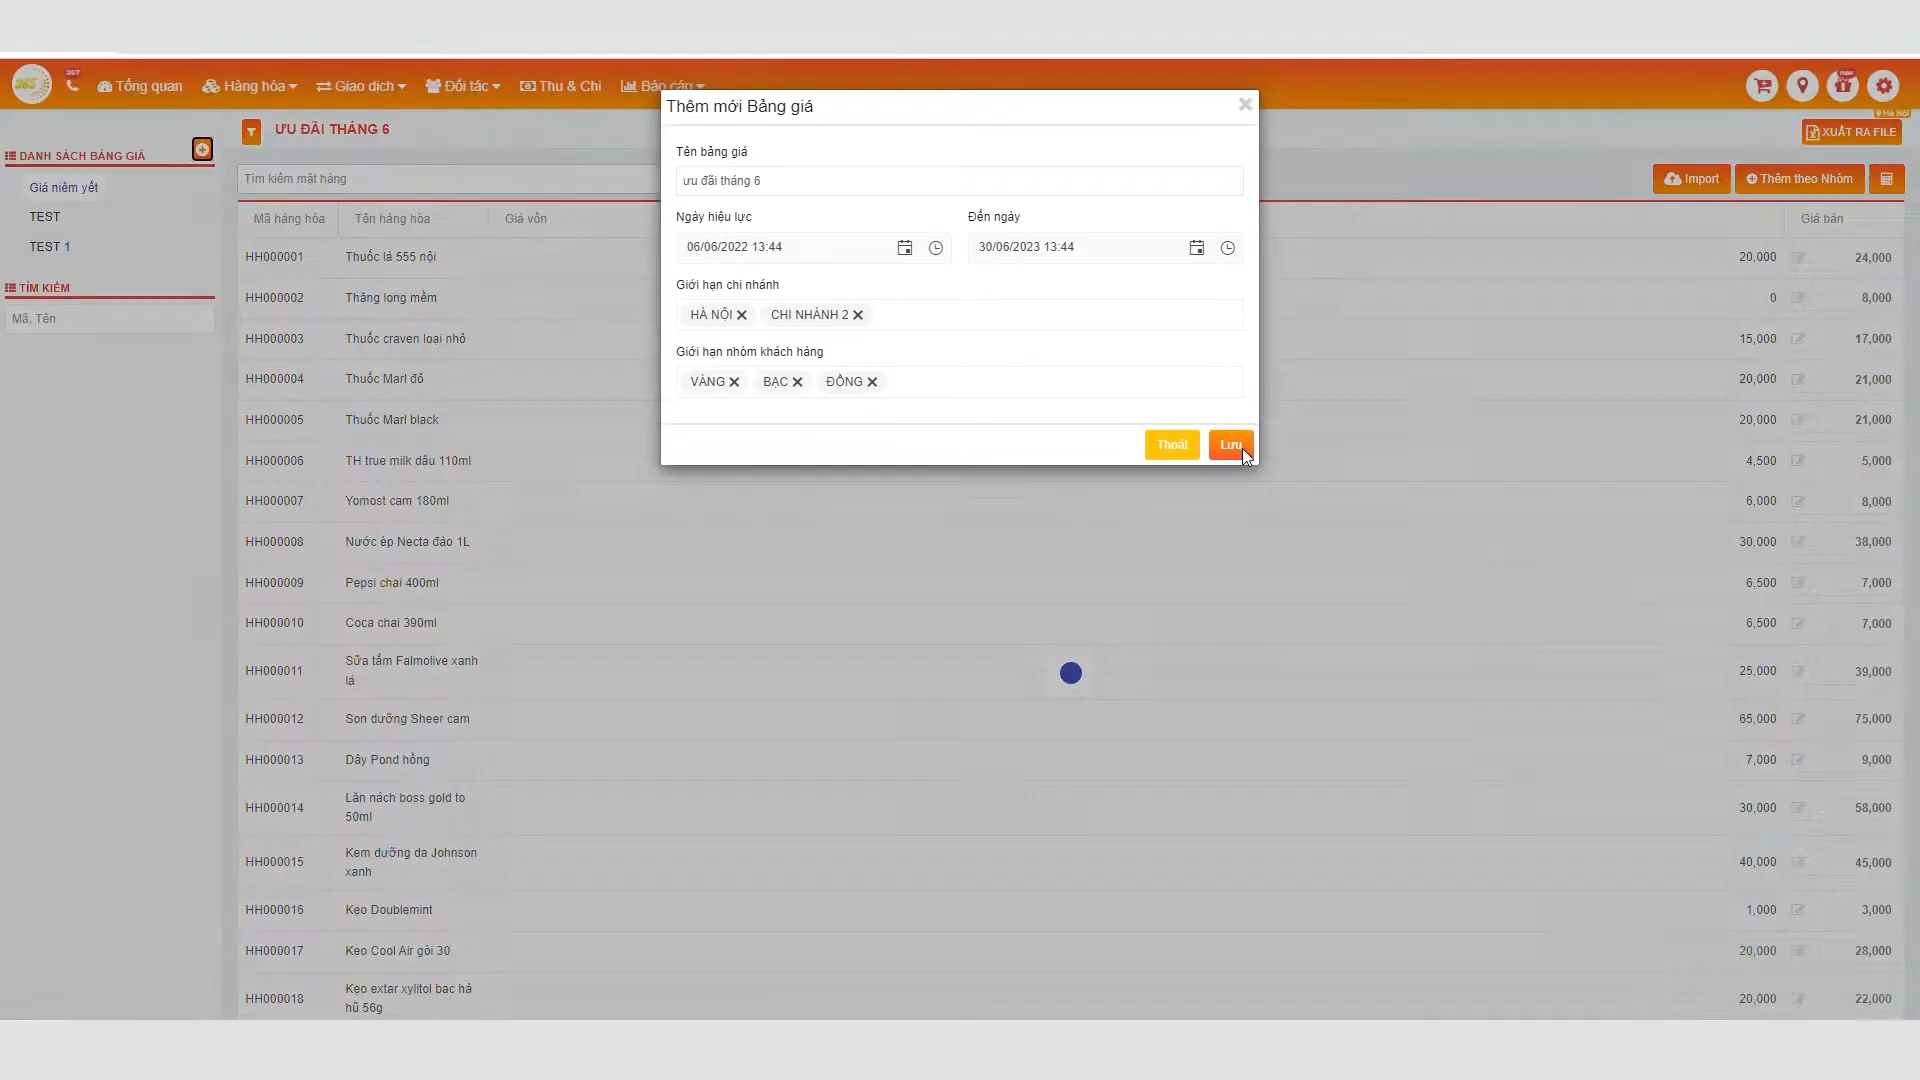 365
24/7
Tổng quan
Hàng hóa
Giao dịch
Đối tác
Thu & Chi
Báo cáo
new
Hà Nội
ƯU ĐÃI THÁNG 6
XUẤT RA FILE
DANH SÁCH BẢNG GIÁ
Giá niêm yết
TEST
TEST 1
TÌM KIẾM
Mã, Tên
Tìm kiếm mặt hàng
Import
Thêm theo Nhóm
Mã hàng hóa Tên hàng hóa Giá vốn Giá bán
HH000001 Thuốc lá 555 nội 20,000 24,000
HH000002 Thăng long mềm 0 8,000
HH000003 Thuốc craven loại nhỏ 15,000 17,000
HH000004 Thuốc Marl đỏ 20,000 21,000
HH000005 Thuốc Marl black 20,000 21,000
HH000006 TH true milk dâu 110ml 4,500 5,000
HH000007 Yomost cam 180ml 6,000 8,000
HH000008 Nước ép Necta đào 1L 30,000 38,000
HH000009 Pepsi chai 400ml 6,500 7,000
HH000010 Coca chai 390ml 6,500 7,000
HH000011 Sữa tắm Falmolive xanh
lá 25,000 39,000
HH000012 Son dưỡng Sheer cam 65,000 75,000
HH000013 Dây Pond hồng 7,000 9,000
HH000014 Lăn nách boss gold to
50ml 30,000 58,000
HH000015 Kem dưỡng da Johnson
xanh 40,000 45,000
HH000016 Kẹo Doublemint 1,000 3,000
HH000017 Kẹo Cool Air gói 30 20,000 28,000
HH000018 Kẹo extar xylitol bạc hà
hũ 56g 20,000 22,000
Thêm mới Bảng giá
Tên bảng giá
ưu đãi tháng 6
Ngày hiệu lực Đến ngày
06/06/2022 13:44 30/06/2023 13:44
Giới hạn chi nhánh
HÀ NỘI CHI NHÁNH 2
Giới hạn nhóm khách hàng
VÀNG BẠC ĐỒNG
Thoát Lưu